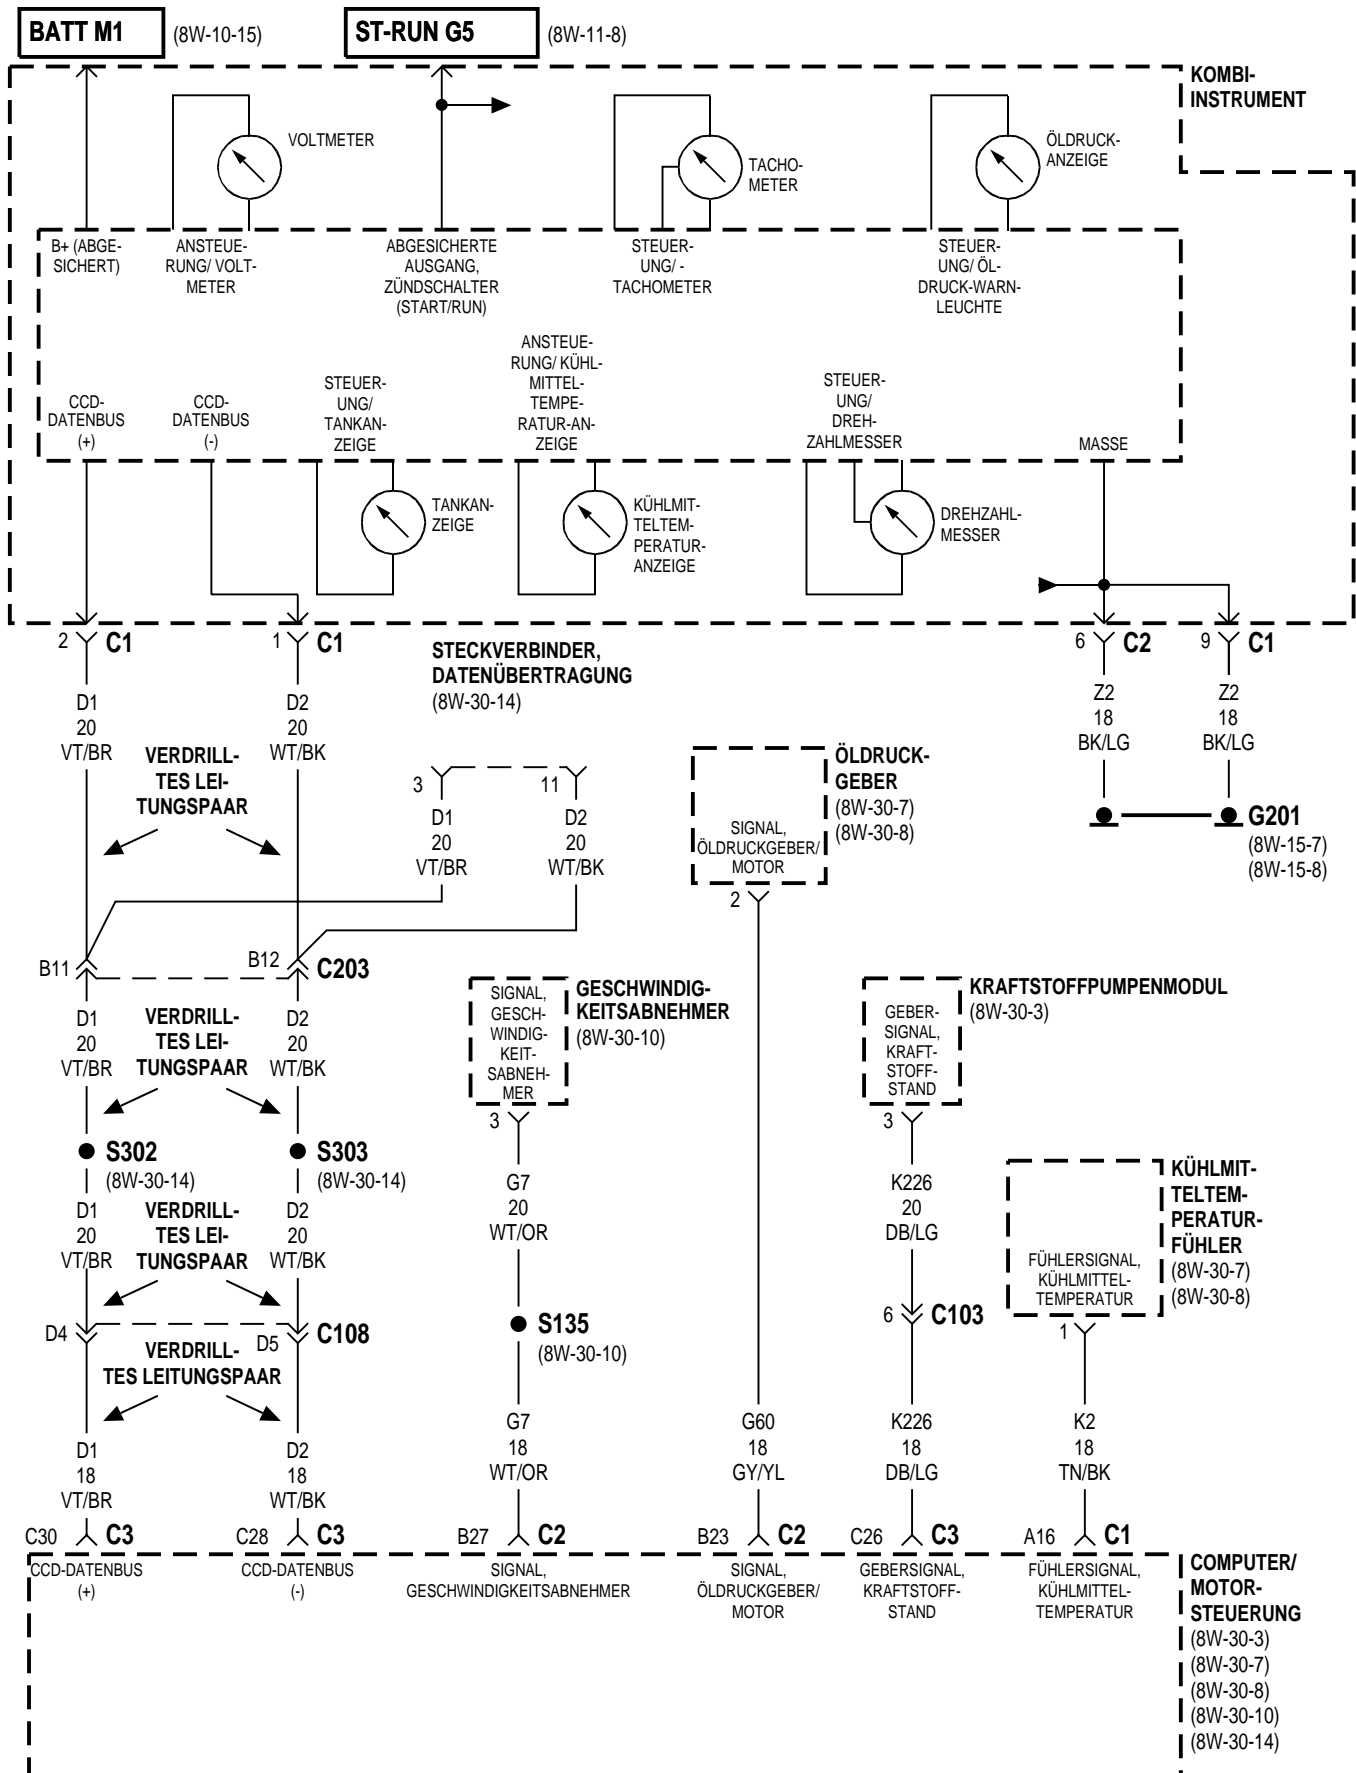 BATT M1
(8W-10-15)
ST-RUN G5
(8W-11-8)
KOMBI-
INSTRUMENT
VOLTMETER
TACHO-
METER
ÖLDRUCK-
ANZEIGE
B+ (ABGE-
SICHERT)
ANSTEUE-
RUNG/ VOLT-
METER
ABGESICHERTE
AUSGANG,
ZÜNDSCHALTER
(START/RUN)
STEUER-
UNG/ -
TACHOMETER
STEUER-
UNG/ ÖL-
DRUCK-WARN-
LEUCHTE
CCD-
DATENBUS
(+)
CCD-
DATENBUS
(-)
STEUER-
UNG/
TANKAN-
ZEIGE
ANSTEUE-
RUNG/ KÜHL-
MITTEL-
TEMPE-
RATUR-AN-
ZEIGE
STEUER-
UNG/
DREH-
ZAHLMESSER
MASSE
TANKAN-
ZEIGE
KÜHLMIT-
TELTEM-
PERATUR-
ANZEIGE
DREHZAHL-
MESSER
2 C1
1 C1
6 C2
9 C1
STECKVERBINDER,
DATENÜBERTRAGUNG
(8W-30-14)
D1
20
VT/BR
D2
20
WT/BK
VERDRILL-
TES LEI-
TUNGSPAAR
Z2
18
BK/LG
Z2
18
BK/LG
G201
(8W-15-7)
(8W-15-8)
3
11
D1
20
VT/BR
D2
20
WT/BK
ÖLDRUCK-
GEBER
(8W-30-7)
(8W-30-8)
SIGNAL,
ÖLDRUCKGEBER/
MOTOR
2
B11
B12
C203
D1
20
VT/BR
D2
20
WT/BK
VERDRILL-
TES LEI-
TUNGSPAAR
SIGNAL,
GESCH-
WINDIG-
KEIT-
SABNEH-
MER
GESCHWINDIG-
KEITSABNEHMER
(8W-30-10)
3
GEBER-
SIGNAL,
KRAFT-
STOFF-
STAND
KRAFTSTOFFPUMPENMODUL
(8W-30-3)
3
S302
(8W-30-14)
S303
(8W-30-14)
D1
20
VT/BR
D2
20
WT/BK
VERDRILL-
TES LEI-
TUNGSPAAR
G7
20
WT/OR
K226
20
DB/LG
FÜHLERSIGNAL,
KÜHLMITTEL-
TEMPERATUR
KÜHLMIT-
TELTEM-
PERATUR-
FÜHLER
(8W-30-7)
(8W-30-8)
1
D4
D5
C108
VERDRILL-
TES LEITUNGSPAAR
S135
(8W-30-10)
6
C103
D1
18
VT/BR
D2
18
WT/BK
G7
18
WT/OR
G60
18
GY/YL
K226
18
DB/LG
K2
18
TN/BK
C30 C3
C28 C3
B27 C2
B23 C2
C26 C3
A16 C1
CCD-DATENBUS
(+)
CCD-DATENBUS
(-)
SIGNAL,
GESCHWINDIGKEITSABNEHMER
SIGNAL,
ÖLDRUCKGEBER/
MOTOR
GEBERSIGNAL,
KRAFTSTOFF-
STAND
FÜHLERSIGNAL,
KÜHLMITTEL-
TEMPERATUR
COMPUTER/
MOTOR-
STEUERUNG
(8W-30-3)
(8W-30-7)
(8W-30-8)
(8W-30-10)
(8W-30-14)